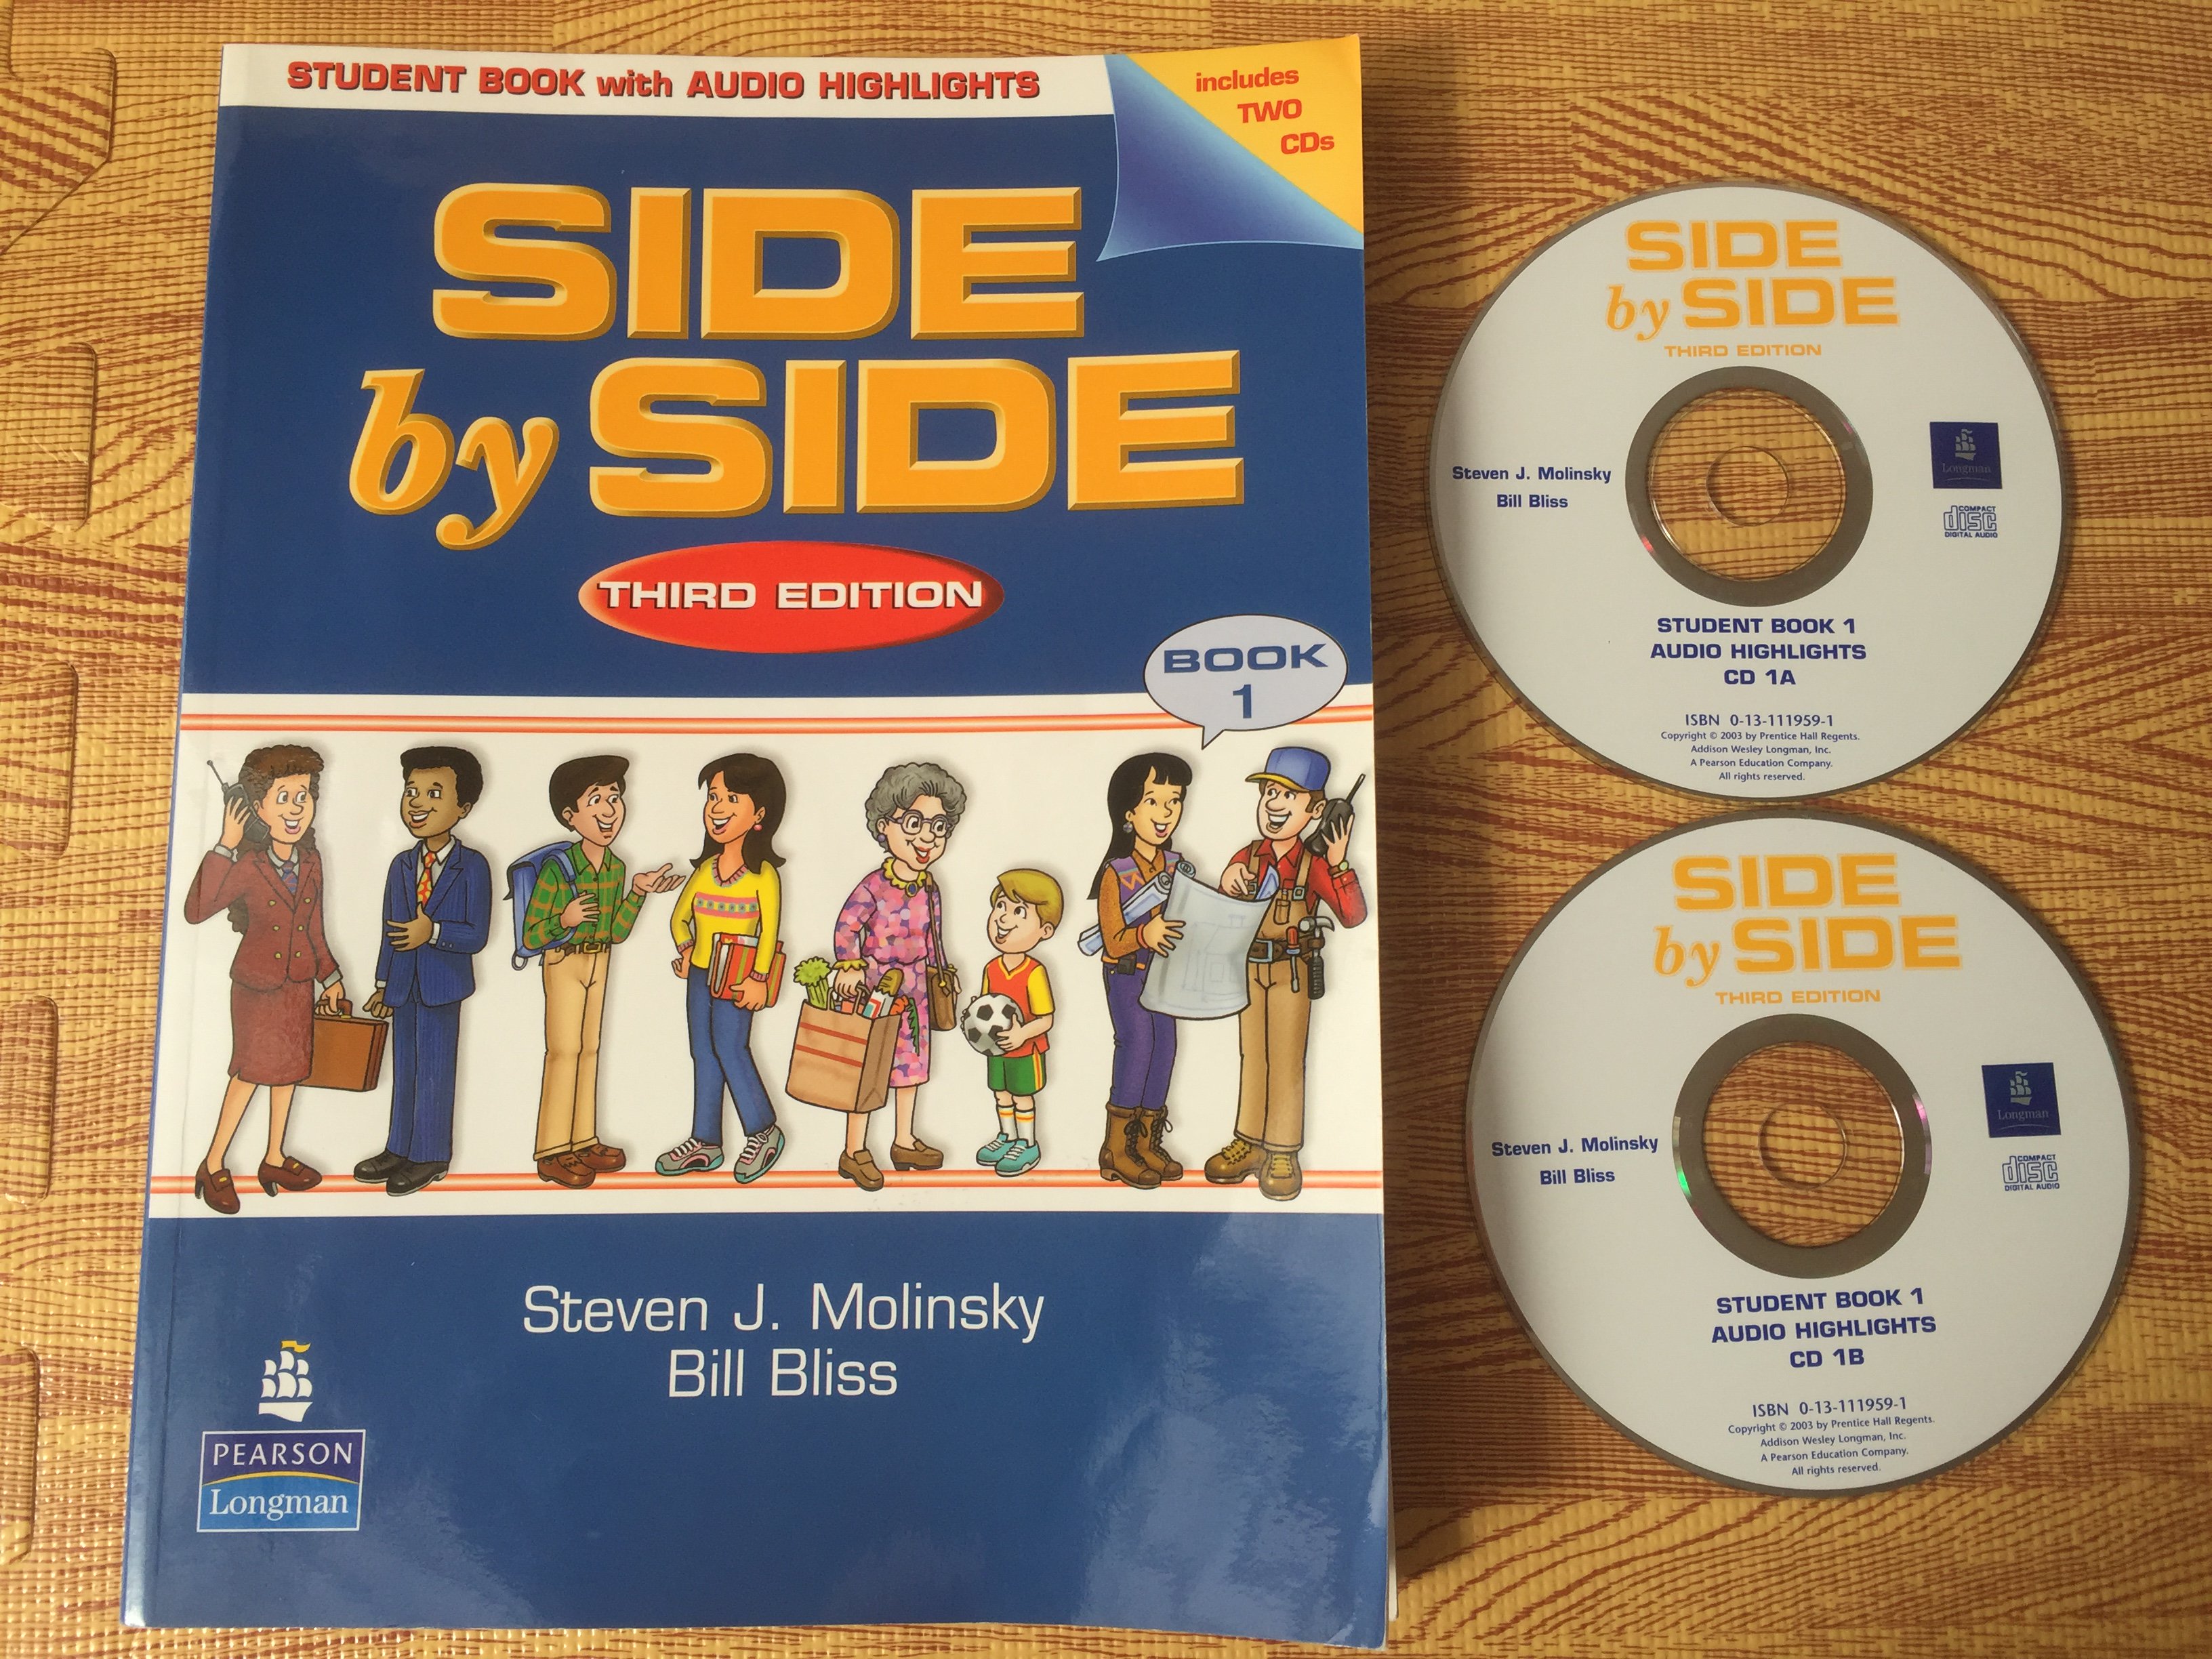 STUDENT BOOK with AUDIO HIGHLIGHTS
includes
TWO
CDs
SIDE
by SIDE
THIRD EDITION
BOOK
1
Steven J. Molinsky
Bill Bliss
PEARSON
Longman
SIDE
by SIDE
THIRD EDITION
Steven J. Molinsky
Bill Bliss
Longman
COMPACT
disc
DIGITAL AUDIO
STUDENT BOOK 1
AUDIO HIGHLIGHTS
CD 1A
ISBN 0-13-111959-1
Copyright © 2003 by Prentice Hall Regents.
Addison Wesley Longman, Inc.
A Pearson Education Company.
All rights reserved.
SIDE
by SIDE
THIRD EDITION
Steven J. Molinsky
Bill Bliss
Longman
COMPACT
disc
DIGITAL AUDIO
STUDENT BOOK 1
AUDIO HIGHLIGHTS
CD 1B
ISBN 0-13-111959-1
Copyright © 2003 by Prentice Hall Regents.
Addison Wesley Longman, Inc.
A Pearson Education Company.
All rights reserved.